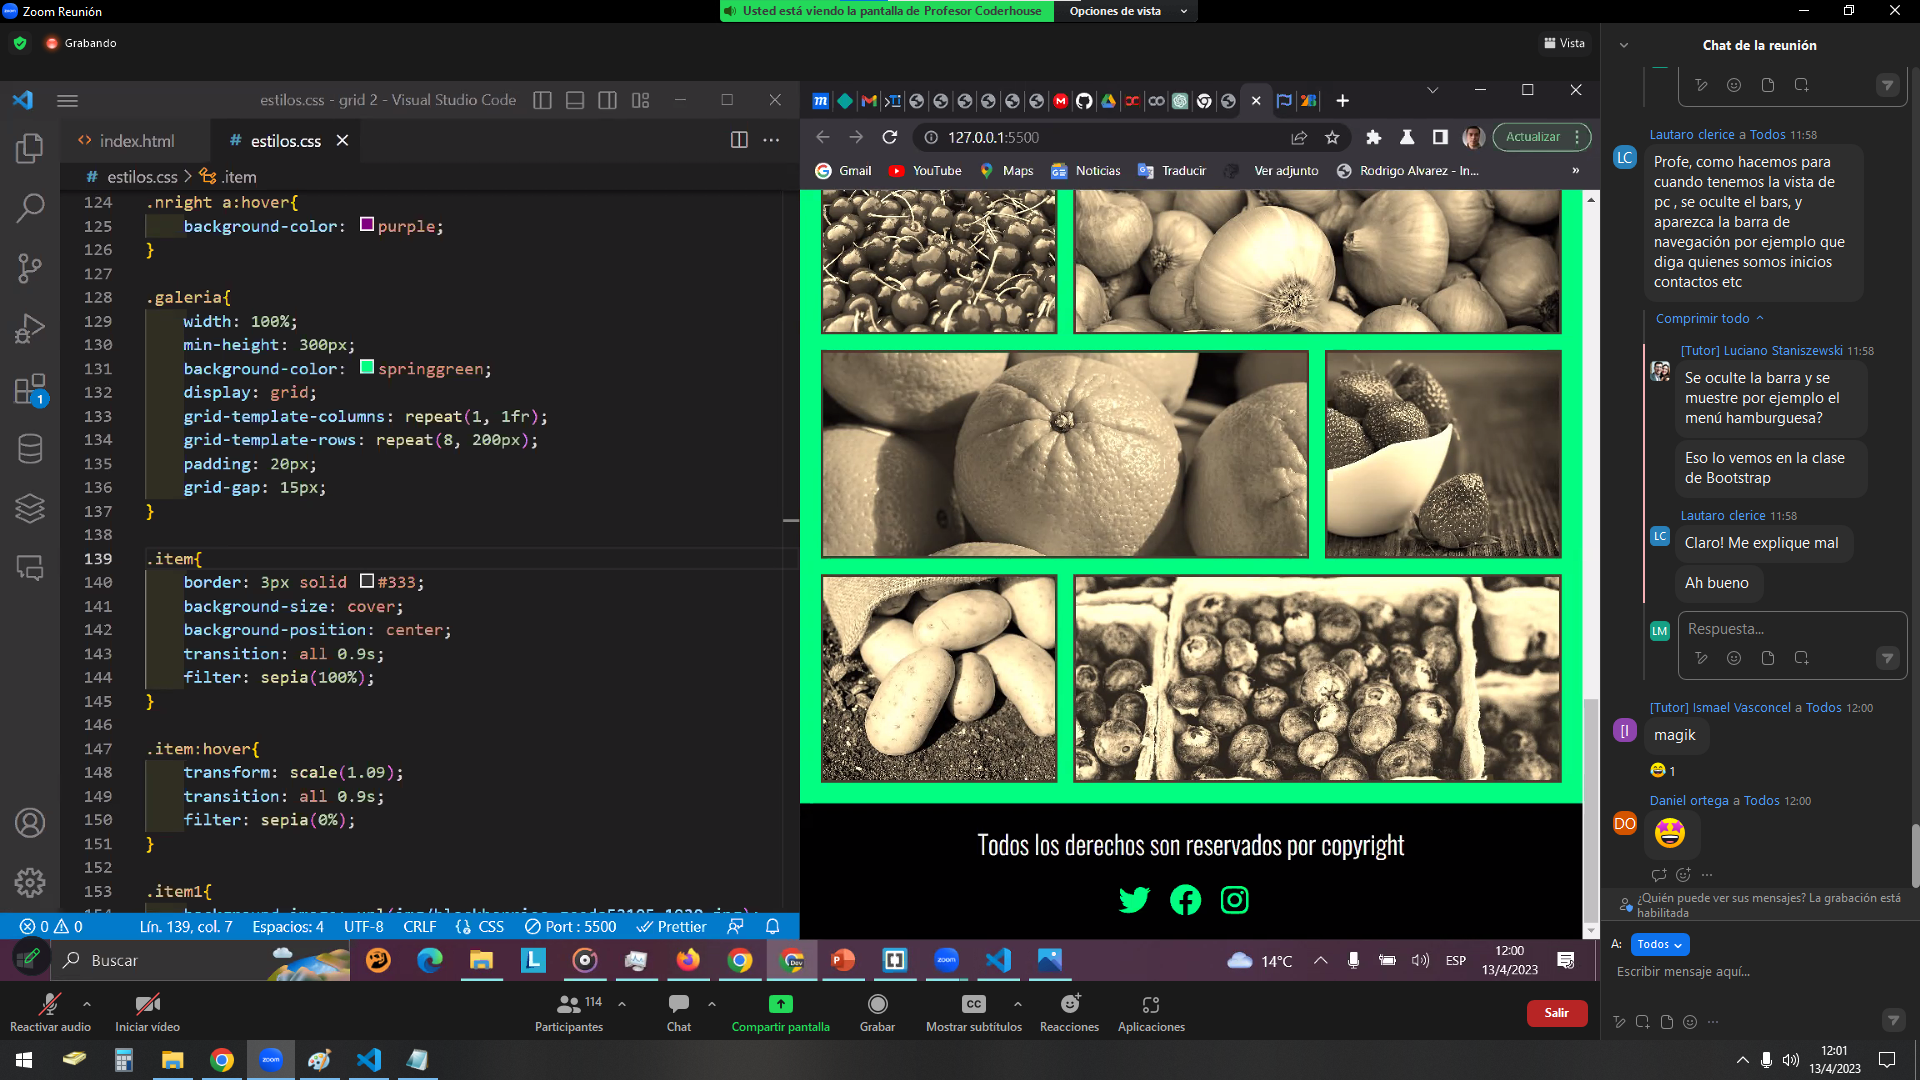 Zoom Reunión
Usted está viendo la pantalla de Profesor Coderhouse
Opciones de vista
Grabando
Vista
estilos.css - grid 2 - Visual Studio Code
index.html
# estilos.css
# estilos.css > .item
124 .nright a:hover{
125 background-color: purple;
126 }
127
128 .galeria{
129 width: 100%;
130 min-height: 300px;
131 background-color: springgreen;
132 display: grid;
133 grid-template-columns: repeat(1, 1fr);
134 grid-template-rows: repeat(8, 200px);
135 padding: 20px;
136 grid-gap: 15px;
137 }
138
139 .item{
140 border: 3px solid #333;
141 background-size: cover;
142 background-position: center;
143 transition: all 0.9s;
144 filter: sepia(100%);
145 }
146
147 .item:hover{
148 transform: scale(1.09);
149 transition: all 0.9s;
150 filter: sepia(0%);
151 }
152
153 .item1{
1
0 0 Lín. 139, col. 7 Espacios: 4 UTF-8 CRLF {} CSS Port : 5500 Prettier
127.0.0.1:5500
Actualizar
Gmail YouTube Maps Noticias Traducir Ver adjunto Rodrigo Alvarez - In... »
Todos los derechos son reservados por copyright
Buscar
14°C
ESP
12:00
13/4/2023
Chat de la reunión
Lautaro clerice a Todos 11:58
LC
Profe, como hacemos para
cuando tenemos la vista de
pc , se oculte el bars, y
aparezca la barra de
navegación por ejemplo que
diga quienes somos inicios
contactos etc
Comprimir todo
[Tutor] Luciano Staniszewski 11:58
Se oculte la barra y se
muestre por ejemplo el
menú hamburguesa?
Eso lo vemos en la clase
de Bootstrap
Lautaro clerice 11:58
LC
Claro! Me explique mal
Ah bueno
LM
Respuesta...
[Tutor] Ismael Vasconcel a Todos 12:00
[I
magik
1
Daniel ortega a Todos 12:00
DO
¿Quién puede ver sus mensajes? La grabación está
habilitada
A: Todos
Escribir mensaje aquí...
Reactivar audio
Iniciar vídeo
114
Participantes
Chat
Compartir pantalla
Grabar
CC
Mostrar subtítulos
Reacciones
Aplicaciones
Salir
zoom
12:01
13/4/2023